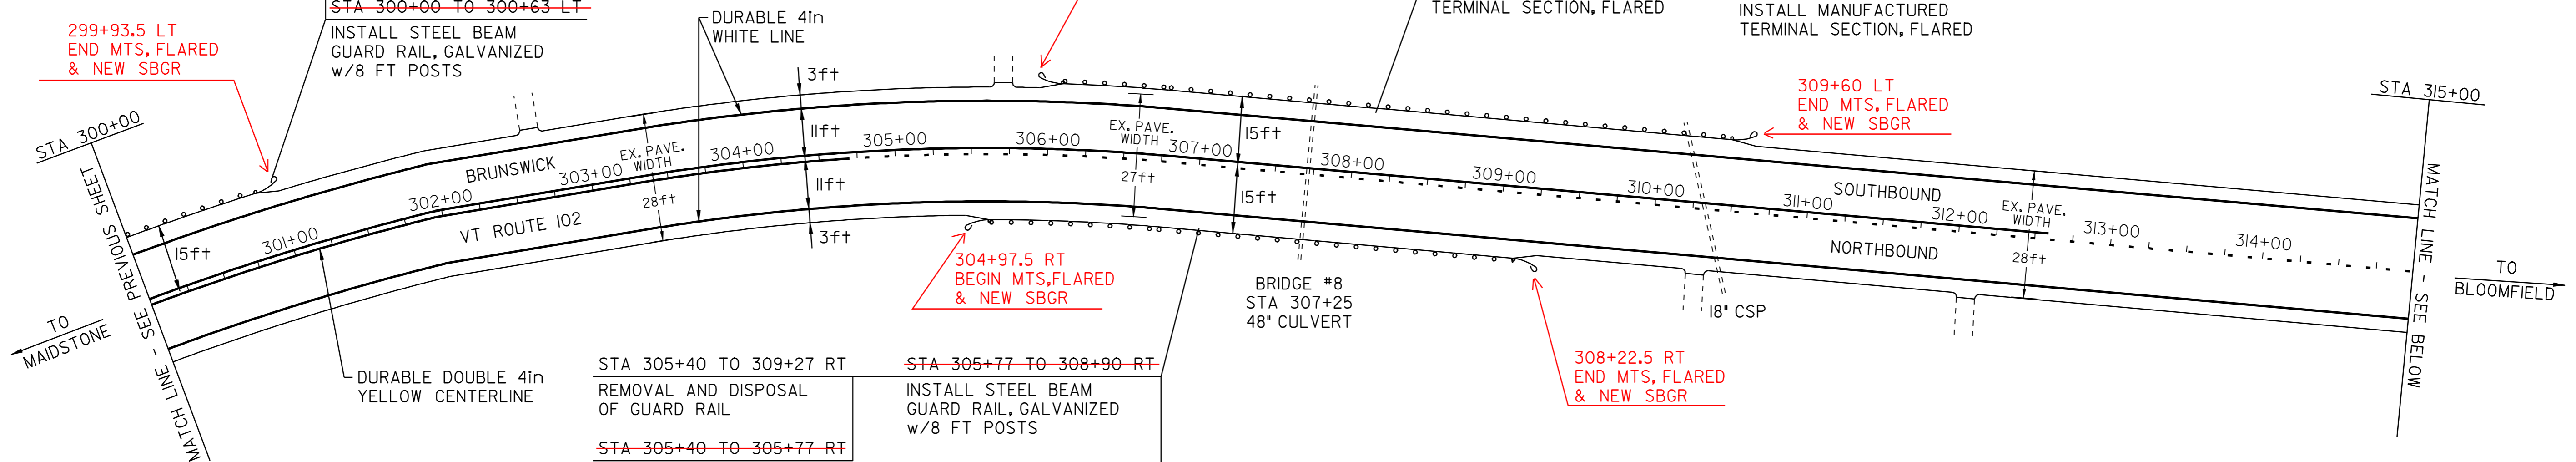 STA 300+00 TO 300+63 LT
INSTALL STEEL BEAM
GUARD RAIL, GALVANIZED
w/8 FT POSTS
299+93.5 LT
END MTS, FLARED
& NEW SBGR
DURABLE 4in
WHITE LINE
TERMINAL SECTION, FLARED
INSTALL MANUFACTURED
TERMINAL SECTION, FLARED
309+60 LT
END MTS, FLARED
& NEW SBGR
STA 300+00
STA 315+00
MATCH LINE - SEE PREVIOUS SHEET
TO
MAIDSTONE
15ft
301+00
302+00
303+00
304+00
305+00
306+00
307+00
308+00
309+00
310+00
311+00
312+00
313+00
314+00
BRUNSWICK
VT ROUTE 102
EX. PAVE.
WIDTH
28ft
3ft
11ft
11ft
3ft
EX. PAVE.
WIDTH
27ft
15ft
15ft
SOUTHBOUND
NORTHBOUND
EX. PAVE.
WIDTH
28ft
MATCH LINE - SEE BELOW
TO
BLOOMFIELD
304+97.5 RT
BEGIN MTS,FLARED
& NEW SBGR
BRIDGE #8
STA 307+25
48" CULVERT
18" CSP
308+22.5 RT
END MTS, FLARED
& NEW SBGR
DURABLE DOUBLE 4in
YELLOW CENTERLINE
STA 305+40 TO 309+27 RT
REMOVAL AND DISPOSAL
OF GUARD RAIL
STA 305+40 TO 305+77 RT
STA 305+77 TO 308+90 RT
INSTALL STEEL BEAM
GUARD RAIL, GALVANIZED
w/8 FT POSTS